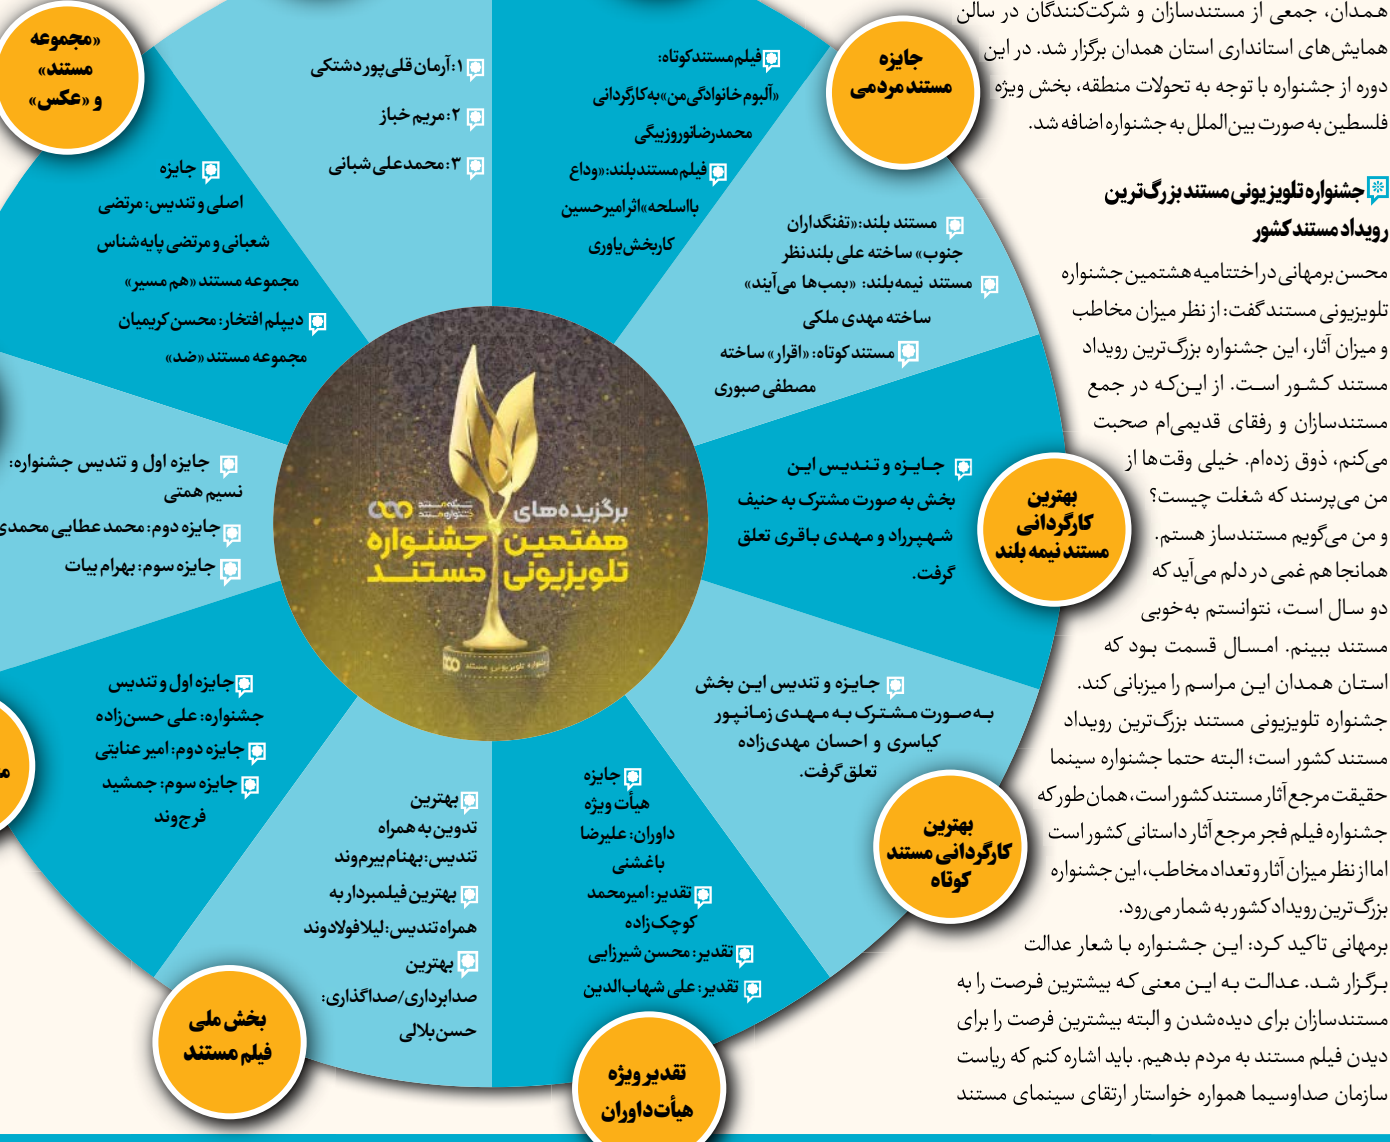 همدان، جمعی از مستندسازان و شرکت‌کنندگان در سالن
همایش‌های استانداری استان همدان برگزار شد. در این
دوره از جشنواره با توجه به تحولات منطقه، بخش ویژه
فلسطین به صورت بین‌الملل به جشنواره اضافه شد.
جشنواره تلویزیونی مستند بزرگ‌ترین
رویداد مستند کشور
محسن برمهانی در اختتامیه هشتمین جشنواره
تلویزیونی مستند گفت: از نظر میزان مخاطب
و میزان آثار، این جشنواره بزرگ‌ترین رویداد
مستند کشور است. از این‌که در جمع
مستندسازان و رفقای قدیمی‌ام صحبت
می‌کنم، ذوق زده‌ام. خیلی وقت‌ها از
من می‌پرسند که شغلت چیست؟
و من می‌گویم مستندساز هستم.
همانجا هم غمی در دلم می‌آید که
دو سال است، نتوانستم به‌خوبی
مستند ببینم. امسال قسمت بود که
استان همدان این مراسم را میزبانی کند.
جشنواره تلویزیونی مستند بزرگ‌ترین رویداد
مستند کشور است؛ البته حتما جشنواره سینما
حقیقت مرجع آثار مستند کشور است، همان‌طور که
جشنواره فیلم فجر مرجع آثار داستانی کشور است
اما از نظر میزان آثار و تعداد مخاطب، این جشنواره
بزرگ‌ترین رویداد کشور به شمار می‌رود.
برمهانی تاکید کرد: این جشنواره با شعار عدالت
برگزار شد. عدالت به این معنی که بیشترین فرصت را به
مستندسازان برای دیده‌شدن و البته بیشترین فرصت را برای
دیدن فیلم مستند به مردم بدهیم. باید اشاره کنم که ریاست
سازمان صداوسیما همواره خواستار ارتقای سینمای مستند
جایزه
مستند مردمی
مستند بلند: «تفنگداران
جنوب» ساخته علی بلندنظر
مستند نیمه‌بلند: «بمب‌ها می‌آیند»
ساخته مهدی ملکی
مستند کوتاه: «اقرار» ساخته
مصطفی صبوری
بهترین
کارگردانی
مستند نیمه بلند
جایزه و تندیس این
بخش به صورت مشترک به حنیف
شهپرراد و مهدی باقری تعلق
گرفت.
بهترین
کارگردانی مستند
کوتاه
جایزه و تندیس این بخش
به‌صورت مشترک به مهدی زمانپور
کیاسری و احسان مهدی‌زاده
تعلق گرفت.
تقدیر ویژه
هیأت‌داوران
جایزه
هیأت ویژه
داوران: علیرضا
باغشنی
تقدیر: امیرمحمد
کوچک‌زاده
تقدیر: محسن شیرزایی
تقدیر: علی شهاب‌الدین
بخش ملی
فیلم مستند
بهترین
تدوین به همراه
تندیس: بهنام بیرم‌وند
بهترین فیلمبردار به
همراه تندیس: لیلا فولادوند
بهترین
صدابرداری/صداگذاری:
حسن بلالی
جایزه اول و تندیس
جشنواره: علی حسن‌زاده
جایزه دوم: امیر عنایتی
جایزه سوم: جمشید
فرج‌وند
جایزه اول و تندیس جشنواره:
نسیم همتی
جایزه دوم: محمد عطایی محمدی
جایزه سوم: بهرام بیات
«مجموعه
مستند»
و «عکس»
جایزه
اصلی و تندیس: مرتضی
شعبانی و مرتضی پایه‌شناس
مجموعه مستند «هم مسیر»
دیپلم افتخار: محسن کریمیان
مجموعه مستند «ضد»
۱: آرمان قلی‌پور دشتکی
۲: مریم خباز
۳: محمدعلی شبانی
فیلم مستند کوتاه:
«آلبوم خانوادگی من» به کارگردانی
محمدرضا نوروزبیگی
فیلم مستند بلند: «وداع
با اسلحه» اثر امیرحسین
کاربخش یاوری
برگزیده‌های
هفتمین جشنواره
تلویزیونی مستند
جشنواره تلویزیونی مستند